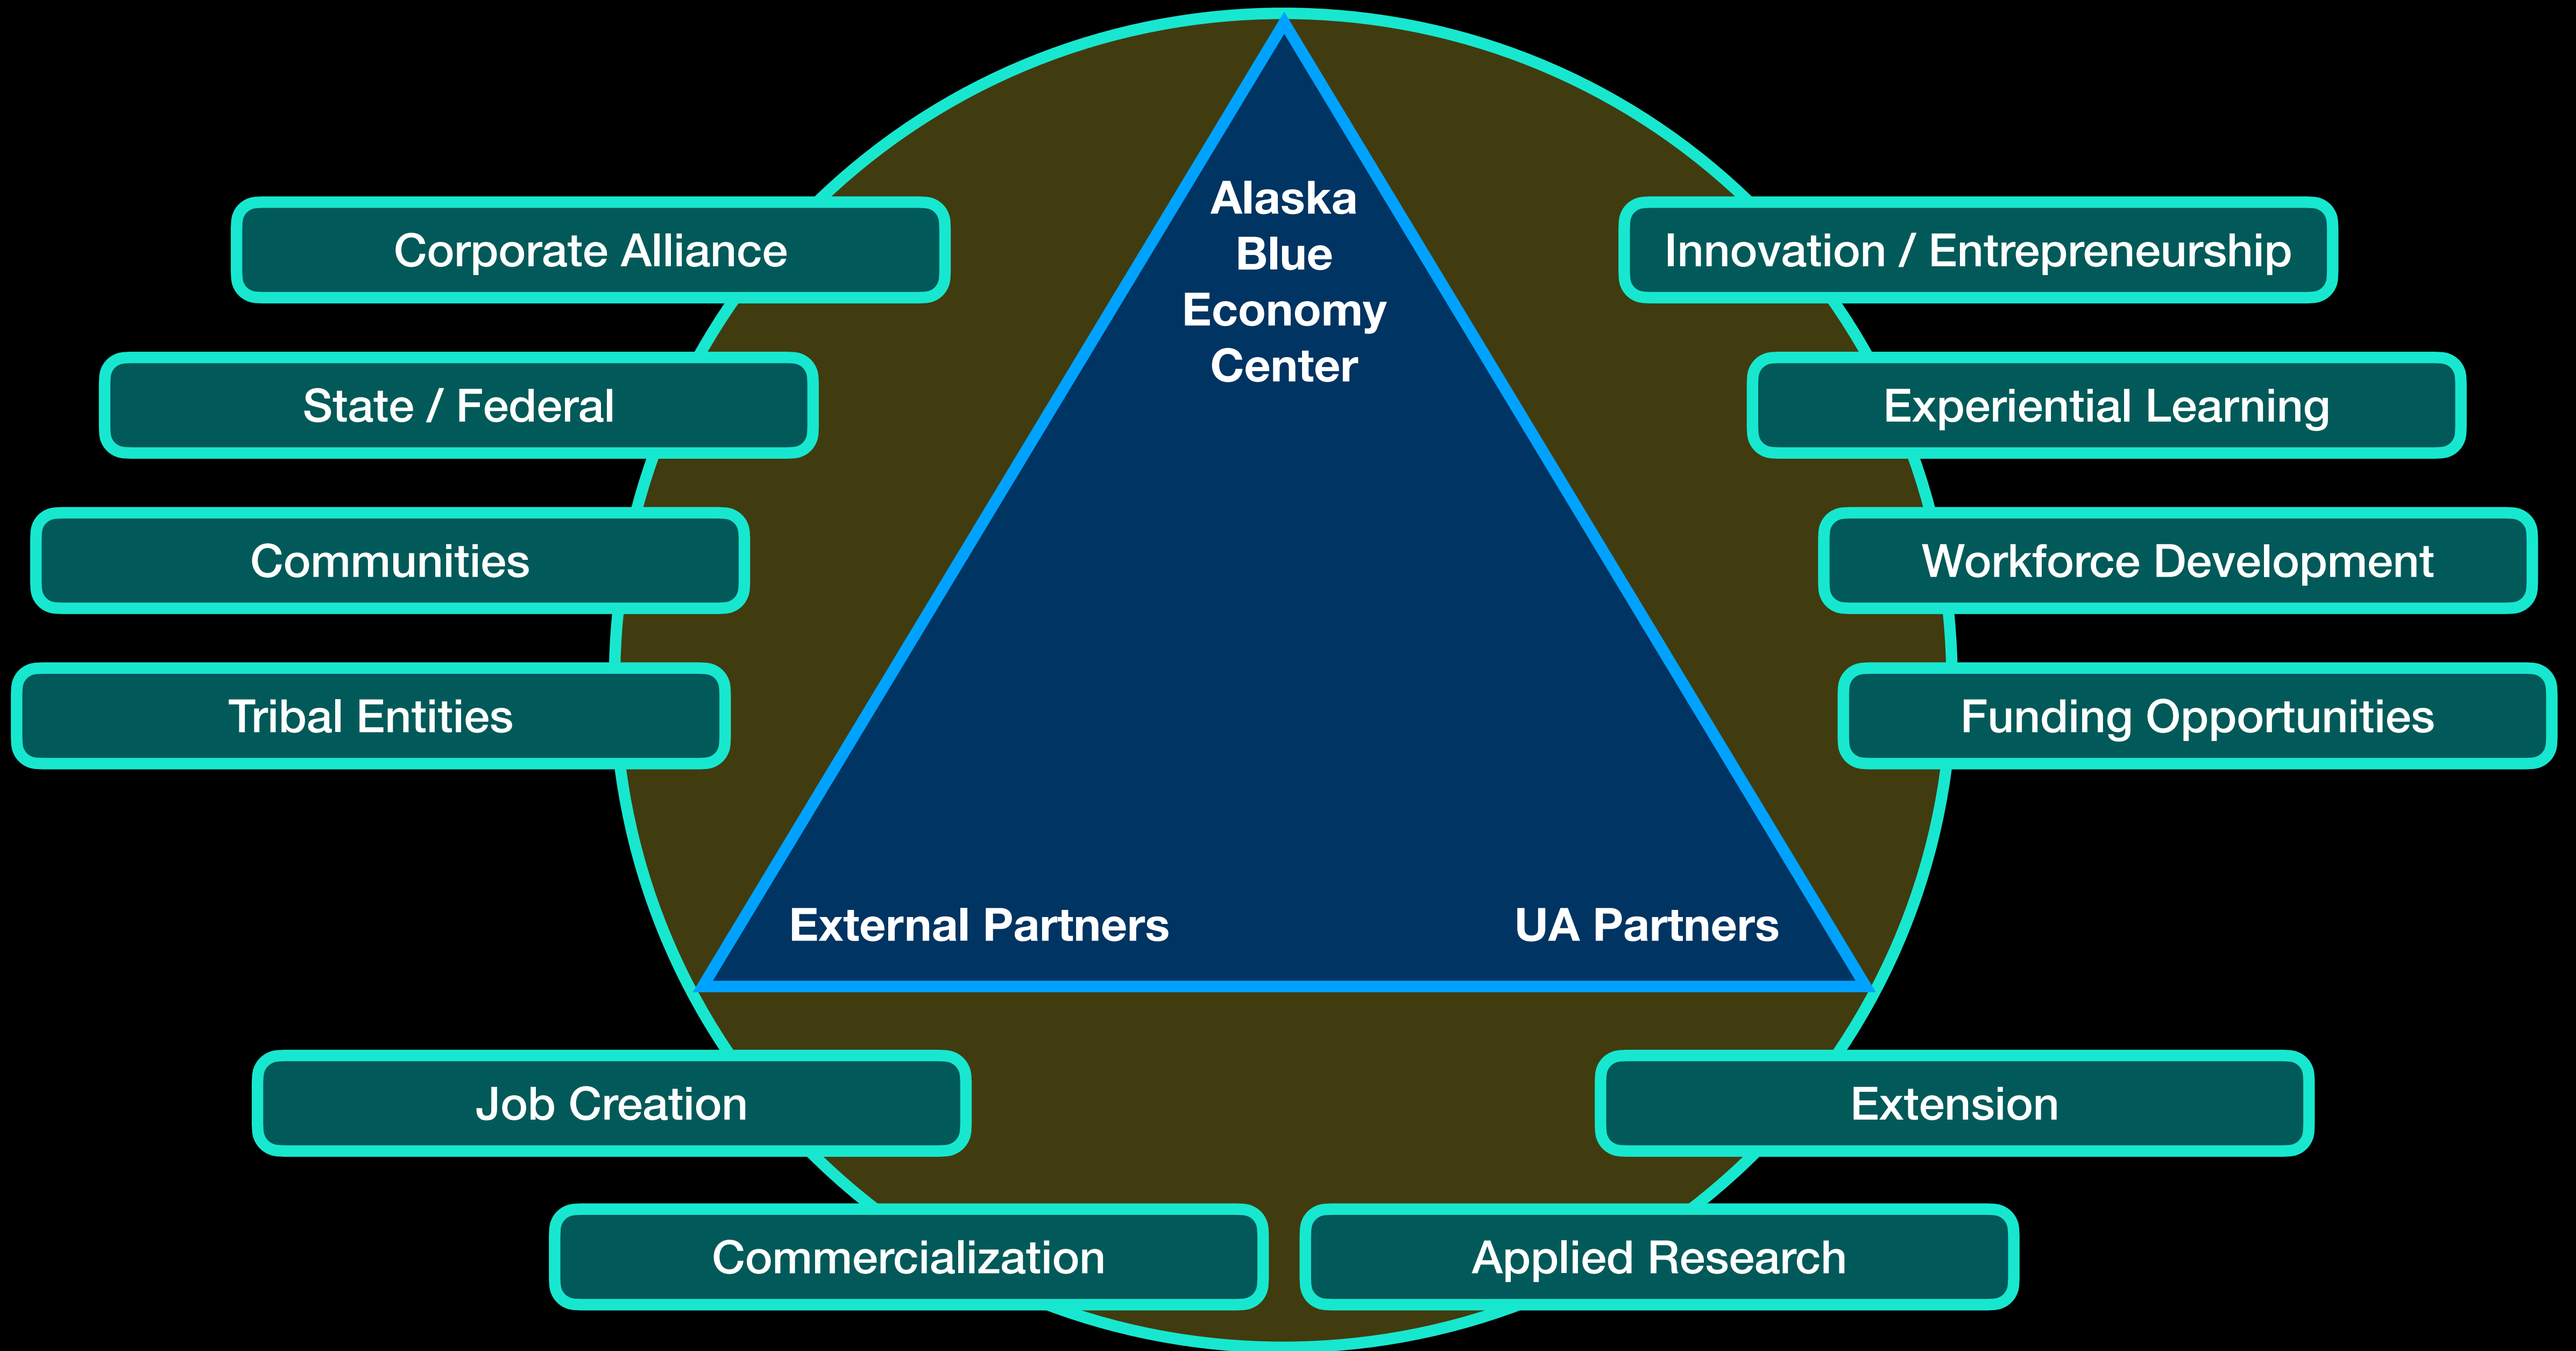 Alaska
Blue
Economy
Center
Corporate Alliance
Innovation / Entrepreneurship
State / Federal
Experiential Learning
Communities
Workforce Development
Tribal Entities
Funding Opportunities
External Partners
UA Partners
Job Creation
Extension
Commercialization
Applied Research